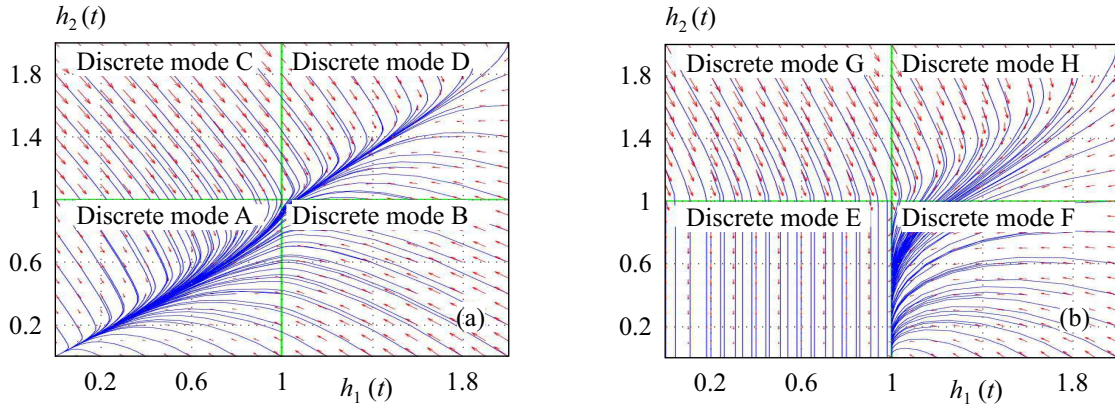 h2(t)
Discrete mode C Discrete mode D
1.8
1.4
1
Discrete mode A Discrete mode B
0.6
0.2
(a)
0.2 0.6 1 h1(t) 1.8
h2(t)
Discrete mode G Discrete mode H
1.8
1.4
1
Discrete mode E Discrete mode F
0.6
0.2
(b)
0.2 0.6 1 h1(t) 1.8